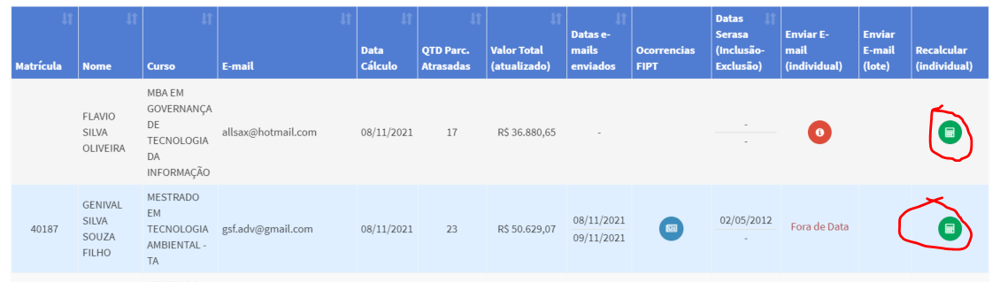 Matrícula
Nome
Curso
E-mail
Data
Cálculo
QTD Parc.
Atrasadas
Valor Total
(atualizado)
Datas e-
mails
enviados
Ocorrencias
FIPT
Datas
Serasa
(Inclusão-
Exclusão)
Enviar E-
mail
(individual)
Enviar
E-mail
(lote)
Recalcular
(individual)
FLAVIO
SILVA
OLIVEIRA
MBA EM
GOVERNANÇA
DE
TECNOLOGIA
DA
INFORMAÇÃO
allsax@hotmail.com
08/11/2021
17
R$ 36.880,65
-
-
-
40187
GENIVAL
SILVA
SOUZA
FILHO
MESTRADO
EM
TECNOLOGIA
AMBIENTAL -
TA
gsf.adv@gmail.com
08/11/2021
23
R$ 50.629,07
08/11/2021
09/11/2021
02/05/2012
-
Fora de Data